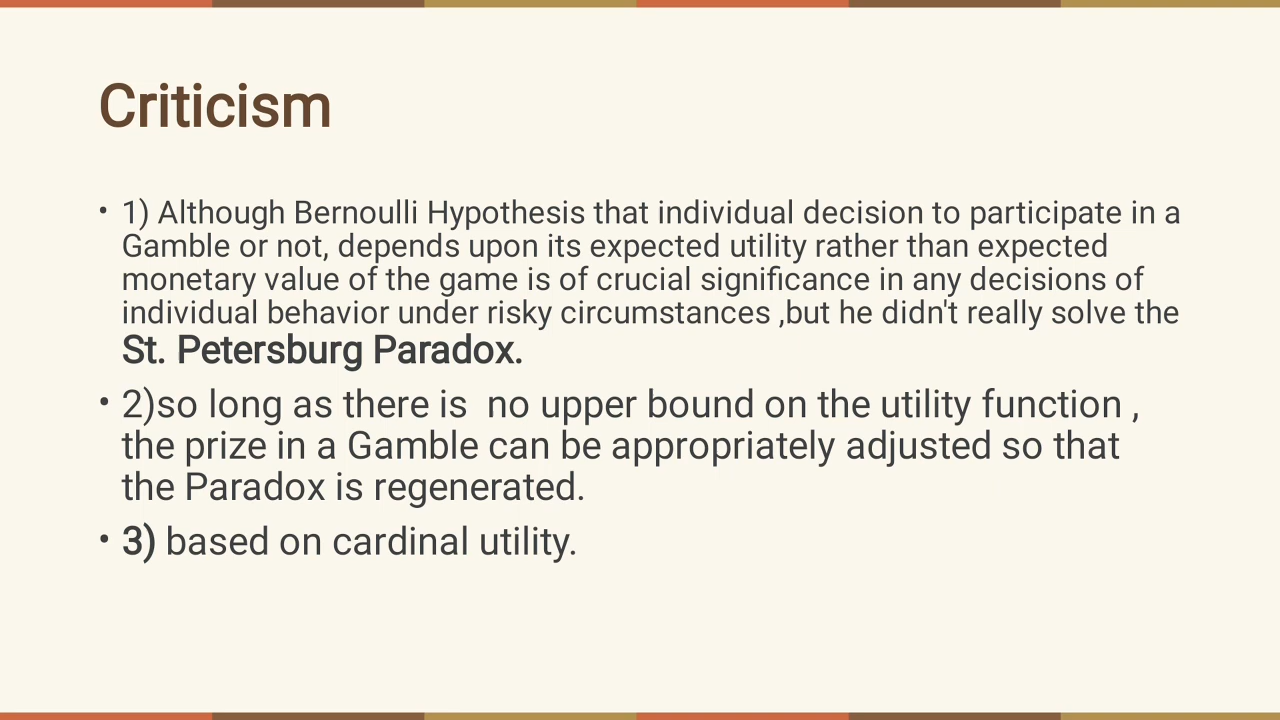 Criticism
• 1) Although Bernoulli Hypothesis that individual decision to participate in a
Gamble or not, depends upon its expected utility rather than expected
monetary value of the game is of crucial significance in any decisions of
individual behavior under risky circumstances ,but he didn't really solve the
St. Petersburg Paradox.
• 2)so long as there is  no upper bound on the utility function ,
the prize in a Gamble can be appropriately adjusted so that
the Paradox is regenerated.
• 3) based on cardinal utility.